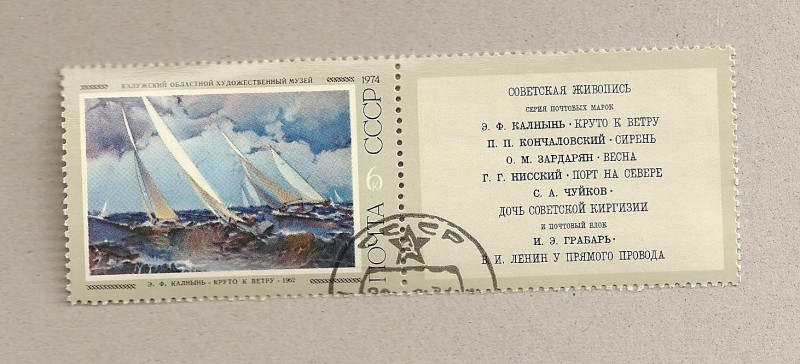 КАЛУЖСКИЙ ОБЛАСТНОЙ ХУДОЖЕСТВЕННЫЙ МУЗЕЙ
1974
ПОЧТА 6к СССР
Э. Ф. КАЛНЫНЬ · КРУТО К ВЕТРУ · 1962
СОВЕТСКАЯ ЖИВОПИСЬ
СЕРИЯ ПОЧТОВЫХ МАРОК
Э. Ф. КАЛНЫНЬ · КРУТО К ВЕТРУ
П. П. КОНЧАЛОВСКИЙ · СИРЕНЬ
О. М. ЗАРДАРЯН · ВЕСНА
Г. Г. НИССКИЙ · ПОРТ НА СЕВЕРЕ
С. А. ЧУЙКОВ ·
ДОЧЬ СОВЕТСКОЙ КИРГИЗИИ
И ПОЧТОВЫЙ БЛОК
И. Э. ГРАБАРЬ ·
В. И. ЛЕНИН У ПРЯМОГО ПРОВОДА
СССР